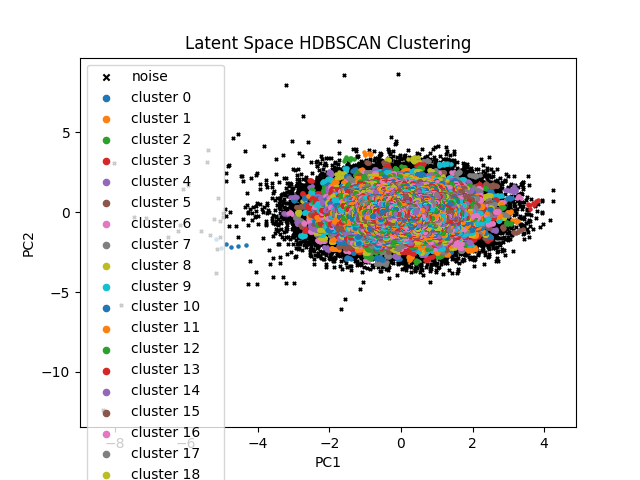 Latent Space HDBSCAN Clustering
noise
cluster 0
cluster 1
cluster 2
cluster 3
cluster 4
cluster 5
cluster 6
cluster 7
cluster 8
cluster 9
cluster 10
cluster 11
cluster 12
cluster 13
cluster 14
cluster 15
cluster 16
cluster 17
cluster 18
5
0
−5
−10
PC2
−8 −6 −4 −2 0 2 4
PC1